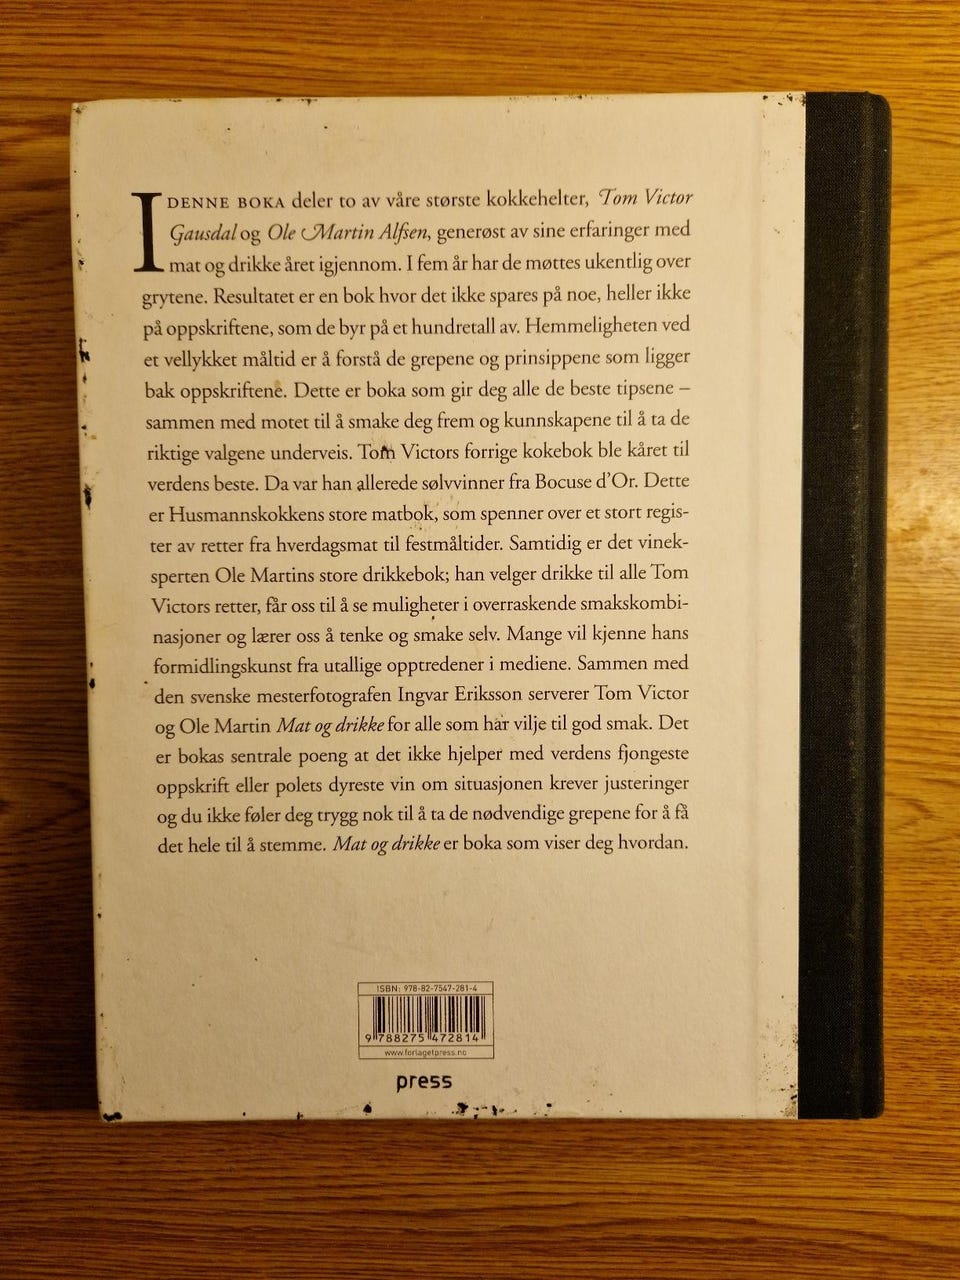 I DENNE BOKA deler to av våre største kokkehelter, Tom Victor
Gausdal og Ole Martin Alfsen, generøst av sine erfaringer med
mat og drikke året igjennom. I fem år har de møttes ukentlig over
grytene. Resultatet er en bok hvor det ikke spares på noe, heller ikke
på oppskriftene, som de byr på et hundretall av. Hemmeligheten ved
et vellykket måltid er å forstå de grepene og prinsippene som ligger
bak oppskriftene. Dette er boka som gir deg alle de beste tipsene –
sammen med motet til å smake deg frem og kunnskapene til å ta de
riktige valgene underveis. Tom Victors forrige kokebok ble kåret til
verdens beste. Da var han allerede sølvvinner fra Bocuse d'Or. Dette
er Husmannskokkens store matbok, som spenner over et stort regis-
ter av retter fra hverdagsmat til festmåltider. Samtidig er det vinek-
sperten Ole Martins store drikkebok; han velger drikke til alle Tom
Victors retter, får oss til å se muligheter i overraskende smakskombi-
nasjoner og lærer oss å tenke og smake selv. Mange vil kjenne hans
formidlingskunst fra utallige opptredener i mediene. Sammen med
den svenske mesterfotografen Ingvar Eriksson serverer Tom Victor
og Ole Martin Mat og drikke for alle som har vilje til god smak. Det
er bokas sentrale poeng at det ikke hjelper med verdens fjongeste
oppskrift eller polets dyreste vin om situasjonen krever justeringer
og du ikke føler deg trygg nok til å ta de nødvendige grepene for å få
det hele til å stemme. Mat og drikke er boka som viser deg hvordan.
ISBN: 978-82-7547-281-4
9 788275 472814
www.forlagetpress.no
press